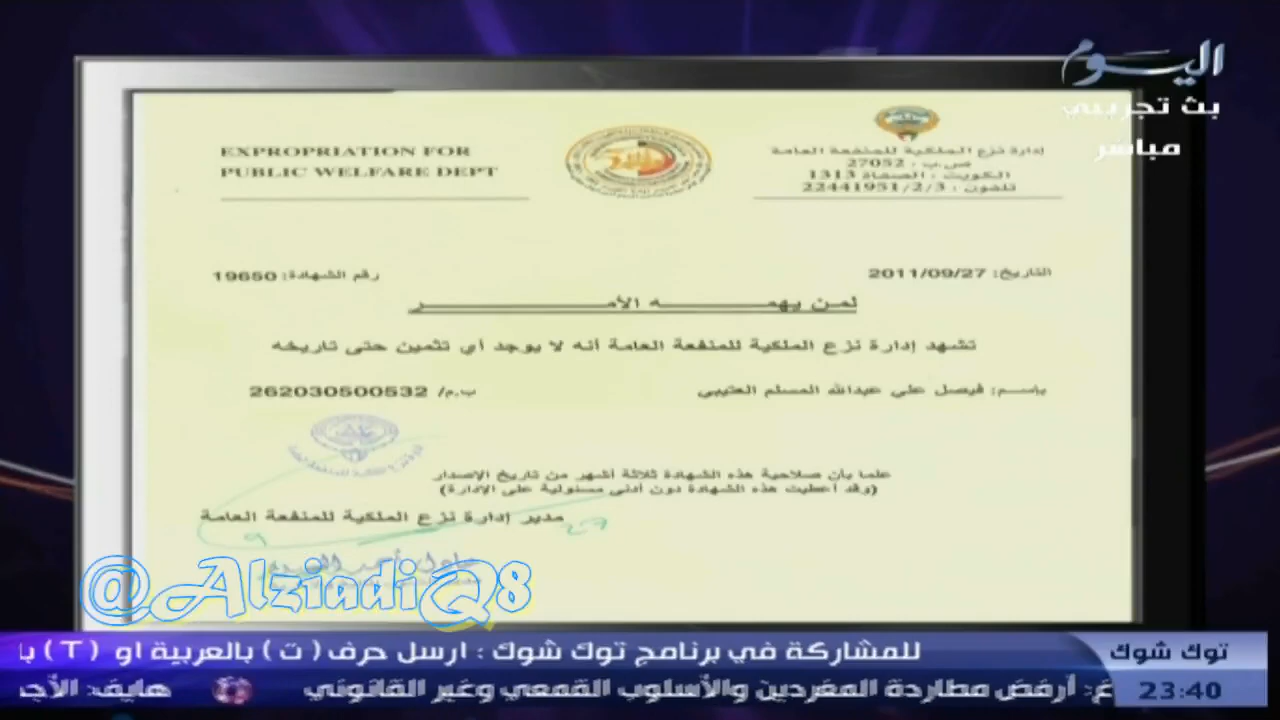 اليوم
بث تجريبي
مباشر
EXPROPRIATION FOR
PUBLIC WELFARE DEPT
إدارة نزع الملكية للمنفعة العامة
ص.ب : 27052
الكويت : الصفاة 1313
تلفون : 22441951/2/3
التاريخ: 2011/09/27
رقم الشهادة: 19650
لمن يهمه الأمر
تشهد إدارة نزع الملكية للمنفعة العامة أنه لا يوجد أي تثمين حتى تاريخه
بإسم: فيصل علي عبدالله المسلم العتيبي
ب.م/ 262030500532
علما بأن صلاحية هذه الشهادة ثلاثة أشهر من تاريخ الإصدار
(وقد أعطيت هذه الشهادة دون أدنى مسئولية على الإدارة)
مدير إدارة نزع الملكية للمنفعة العامة
@AlziadiQ8
توك شوك
للمشاركة في برنامج توك شوك : ارسل حرف ( ت ) بالعربية او ( T ) با
23:40
ع: أرفض مطاردة المغردين والأسلوب القمعي وغير القانوني
هايف: الأجه